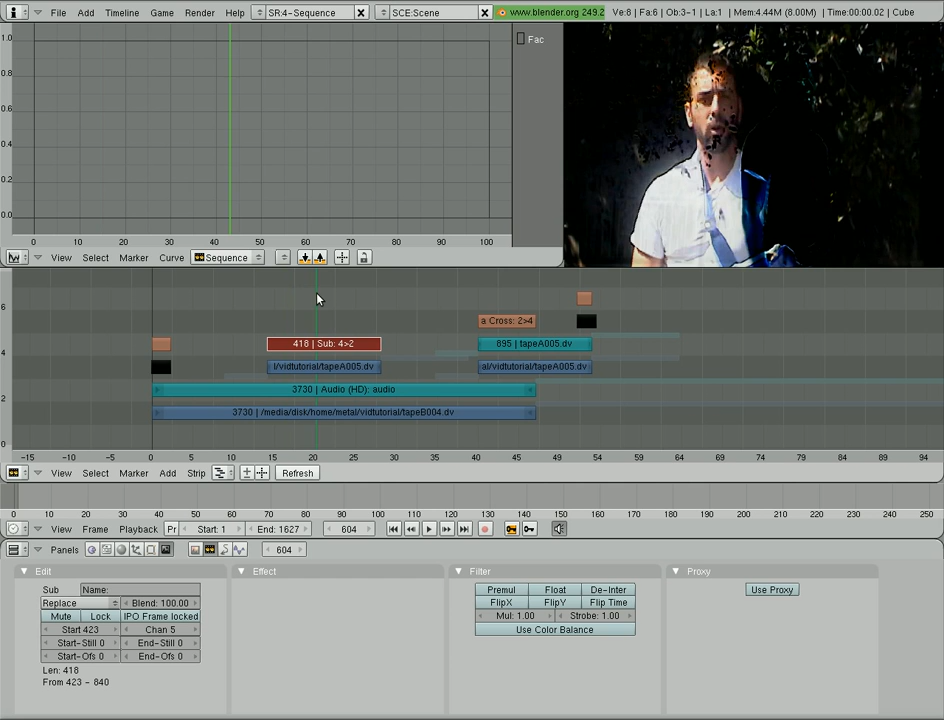 File Add Timeline Game Render Help SR:4-Sequence SCE:Scene www.blender.org 249.2 Ve:8 | Fa:6 | Ob:3-1 | La:1 | Mem:4.44M (8.00M) | Time:00:00.02 | Cube
1.0
Fac
0.8
0.6
0.4
0.2
0.0
0 10 20 30 40 50 60 70 80 90 100
View Select Marker Curve Sequence
6
a Cross: 2>4
418 | Sub: 4>2 895 | tapeA005.dv
4
l/vidtutorial/tapeA005.dv al/vidtutorial/tapeA005.dv
3730 | Audio (HD): audio
2
3730 | /media/disk/home/metal/vidtutorial/tapeB004.dv
0
-15 -10 -5 0 5 10 15 20 25 30 35 40 45 50 54 59 64 69 74 79 84 89 94
View Select Marker Add Strip Refresh
0 10 20 30 40 50 60 70 80 90 100 110 120 130 140 150 160 170 180 190 200 210 220 230 240 250
View Frame Playback Pr Start: 1 End: 1627 604
Panels 604
Edit Effect Filter Proxy
Sub Name: Premul Float De-Inter Use Proxy
Replace Blend: 100.00 FlipX FlipY Flip Time
Mute Lock IPO Frame locked Mul: 1.00 Strobe: 1.00
Start 423 Chan 5 Use Color Balance
Start-Still 0 End-Still 0
Start-Ofs 0 End-Ofs 0
Len: 418
From 423 - 840